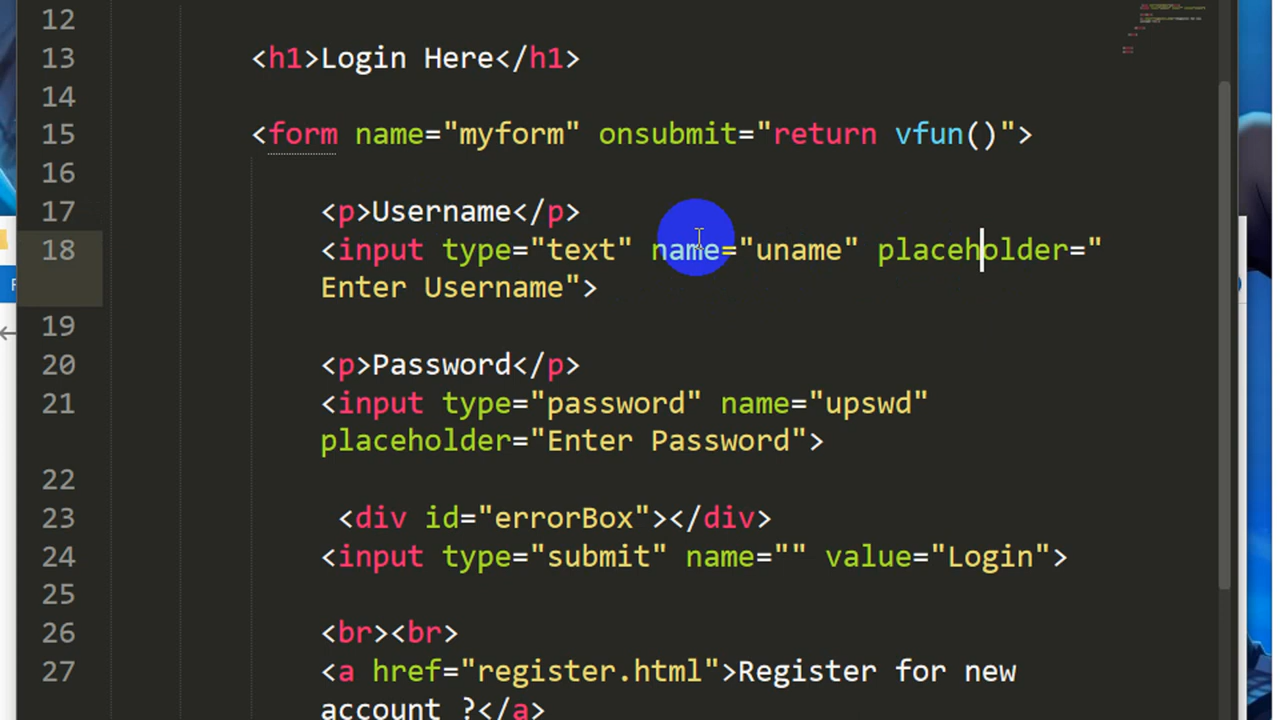 12
13 <h1>Login Here</h1>
14
15 <form name="myform" onsubmit="return vfun()">
16
17 <p>Username</p>
18 <input type="text" name="uname" placeholder="
Enter Username">
19
20 <p>Password</p>
21 <input type="password" name="upswd"
placeholder="Enter Password">
22
23 <div id="errorBox"></div>
24 <input type="submit" name="" value="Login">
25
26 <br><br>
27 <a href="register.html">Register for new
account ?</a>